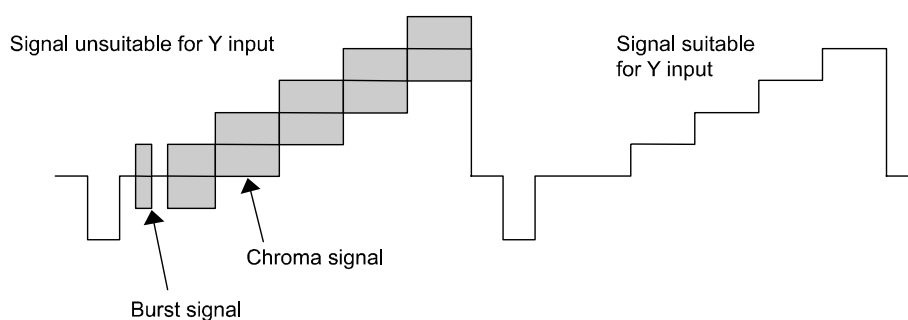 Signal unsuitable for Y input
Signal suitable
for Y input
Chroma signal
Burst signal